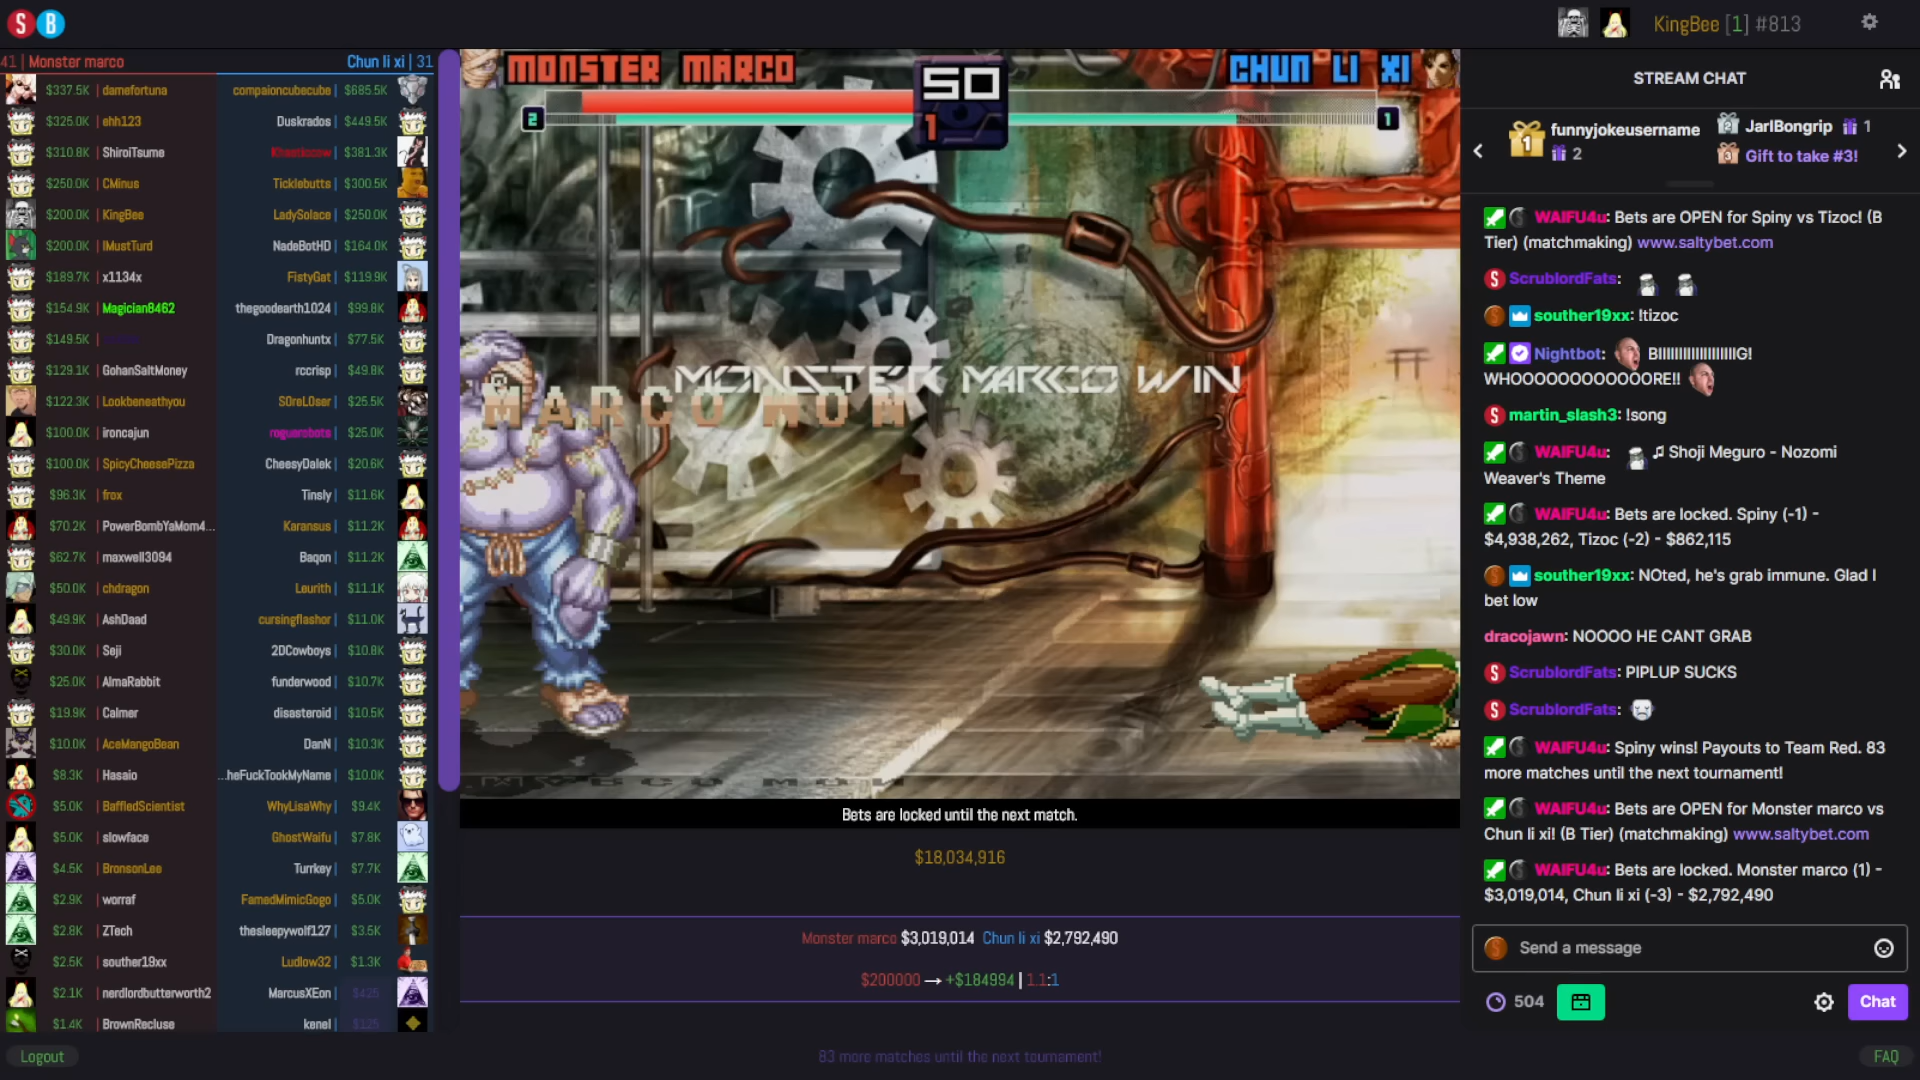 S B
KingBee [1] #813
41 | Monster marco
Chun li xi | 31
$337.5K | damefortuna
compaioncubecube | $685.5K
$325.0K | ehh123
Duskrados | $449.5K
$310.8K | ShiroiTsume
Khaoticcow | $381.3K
$250.0K | CMinus
Ticklebutts | $300.5K
$200.0K | KingBee
LadySolace | $250.0K
$200.0K | IMustTurd
NadeBotHD | $164.0K
$189.7K | x1134x
FistyGat | $119.9K
$154.9K | Magician8462
thegoodearth1024 | $99.8K
$149.5K |
Dragonhuntx | $77.5K
$129.1K | GohanSaltMoney
rccrisp | $49.8K
$122.3K | Lookbeneathyou
S0reL0ser | $25.5K
$100.0K | ironcajun
roguerobots | $25.0K
$100.0K | SpicyCheesePizza
CheesyDalek | $20.6K
$96.3K | frox
Tinsly | $11.6K
$70.2K | PowerBombYaMom4...
Karansus | $11.2K
$62.7K | maxwell3094
Baqon | $11.2K
$50.0K | chdragon
Leurith | $11.1K
$49.9K | AshDaad
cursingflashor | $11.0K
$30.0K | Seji
2DCowboys | $10.8K
$25.0K | AlmaRabbit
funderwood | $10.7K
$19.9K | Calmer
disasteroid | $10.5K
$10.0K | AceMangoBean
DanN | $10.3K
$8.3K | Hasaio
...heFuckTookMyName | $10.0K
$5.0K | BaffledScientist
WhyLisaWhy | $9.4K
$5.0K | slowface
GhostWaifu | $7.8K
$4.5K | BronsonLee
Turrkey | $7.7K
$2.9K | worraf
FamedMimicGogo | $5.0K
$2.8K | ZTech
thesleepywolf127 | $3.5K
$2.5K | souther19xx
Ludlow32 | $1.3K
$2.1K | nerdlordbutterworth2
MarcusXEon | $425
$1.4K | BrownRecluse
kenel | $125
Logout
MONSTER MARCO
50
CHUN LI XI
2
1
1
MONSTER MARCO WIN
MARCO WON
Bets are locked until the next match.
$18,034,916
Monster marco $3,019,014 Chun li xi $2,792,490
$200000 → +$184994 | 1.1:1
83 more matches until the next tournament!
STREAM CHAT
1 funnyjokeusername
2
2 JarlBongrip 1
3 Gift to take #3!
WAIFU4u: Bets are OPEN for Spiny vs Tizoc! (B
Tier) (matchmaking) www.saltybet.com
ScrublordFats:
souther19xx: !tizoc
Nightbot: BIIIIIIIIIIIIIIIIIIG!
WHOOOOOOOOOOOORE!!
martin_slash3: !song
WAIFU4u: ♫ Shoji Meguro - Nozomi
Weaver's Theme
WAIFU4u: Bets are locked. Spiny (-1) -
$4,938,262, Tizoc (-2) - $862,115
souther19xx: NOted, he's grab immune. Glad I
bet low
dracojawn: NOOOO HE CANT GRAB
ScrublordFats: PIPLUP SUCKS
ScrublordFats:
WAIFU4u: Spiny wins! Payouts to Team Red. 83
more matches until the next tournament!
WAIFU4u: Bets are OPEN for Monster marco vs
Chun li xi! (B Tier) (matchmaking) www.saltybet.com
WAIFU4u: Bets are locked. Monster marco (1) -
$3,019,014, Chun li xi (-3) - $2,792,490
Send a message
504
Chat
FAQ